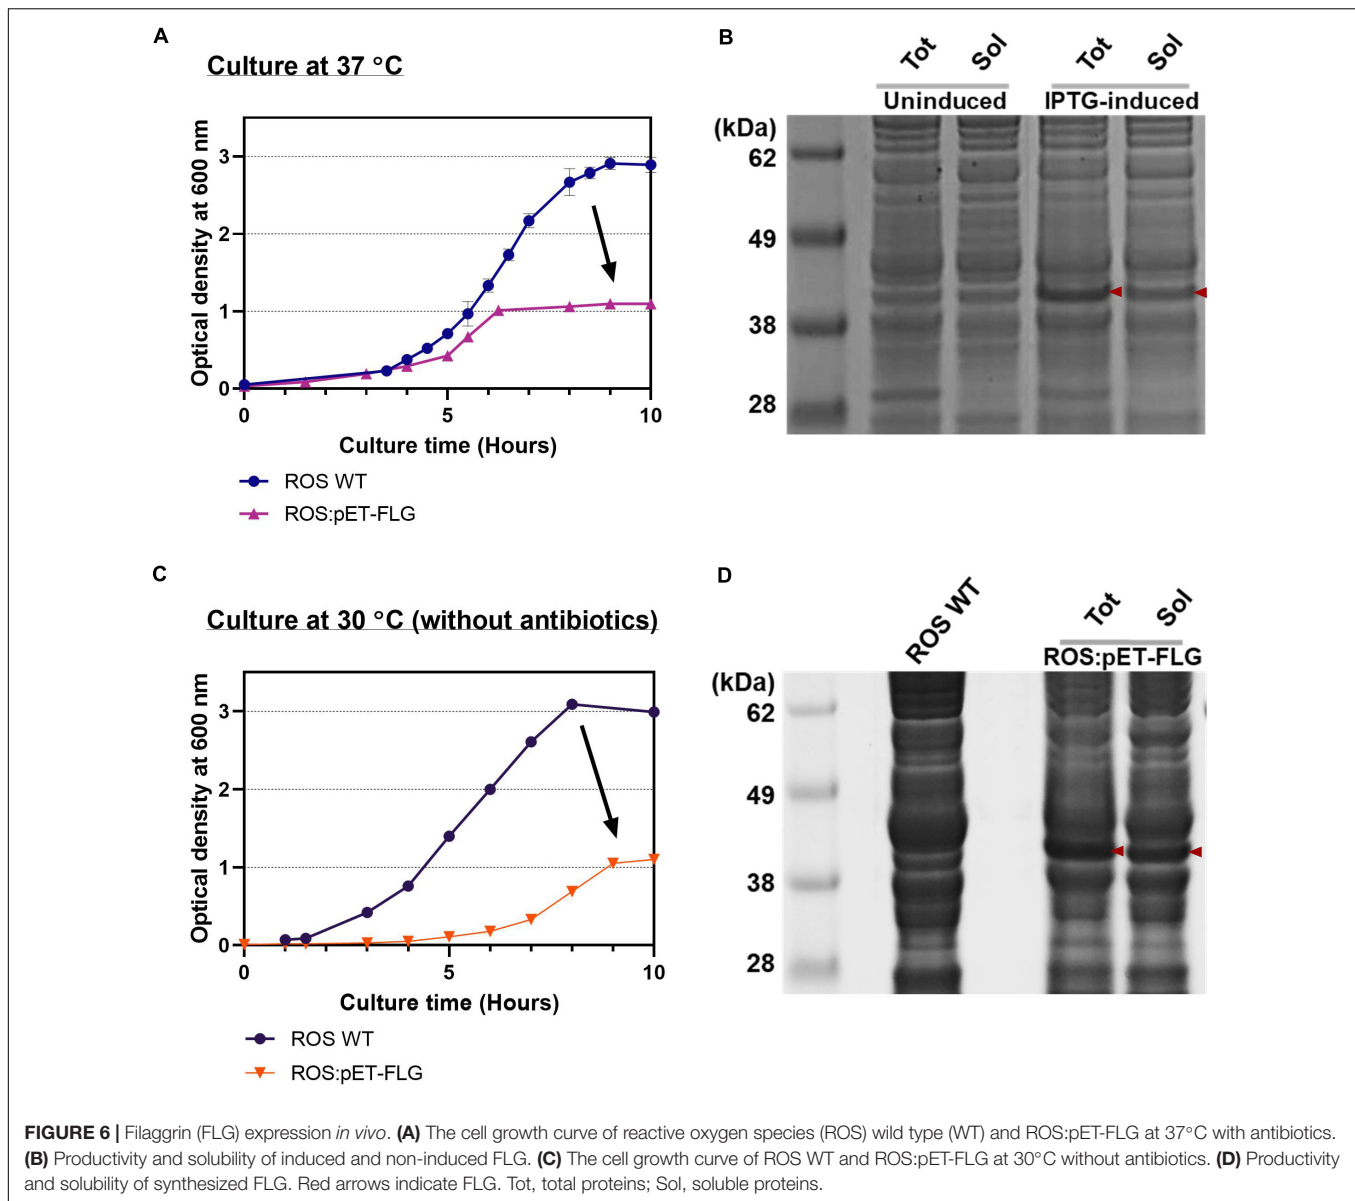 A
Culture at 37 °C
Optical density at 600 nm
3
2
1
0
0 5 10
Culture time (Hours)
ROS WT
ROS:pET-FLG
B
Tot Sol Tot Sol
Uninduced IPTG-induced
(kDa)
62
49
38
28
C
Culture at 30 °C (without antibiotics)
Optical density at 600 nm
3
2
1
0
0 5 10
Culture time (Hours)
ROS WT
ROS:pET-FLG
D
ROS WT Tot Sol
ROS:pET-FLG
(kDa)
62
49
38
28
FIGURE 6 | Filaggrin (FLG) expression in vivo. (A) The cell growth curve of reactive oxygen species (ROS) wild type (WT) and ROS:pET-FLG at 37°C with antibiotics.
(B) Productivity and solubility of induced and non-induced FLG. (C) The cell growth curve of ROS WT and ROS:pET-FLG at 30°C without antibiotics. (D) Productivity
and solubility of synthesized FLG. Red arrows indicate FLG. Tot, total proteins; Sol, soluble proteins.